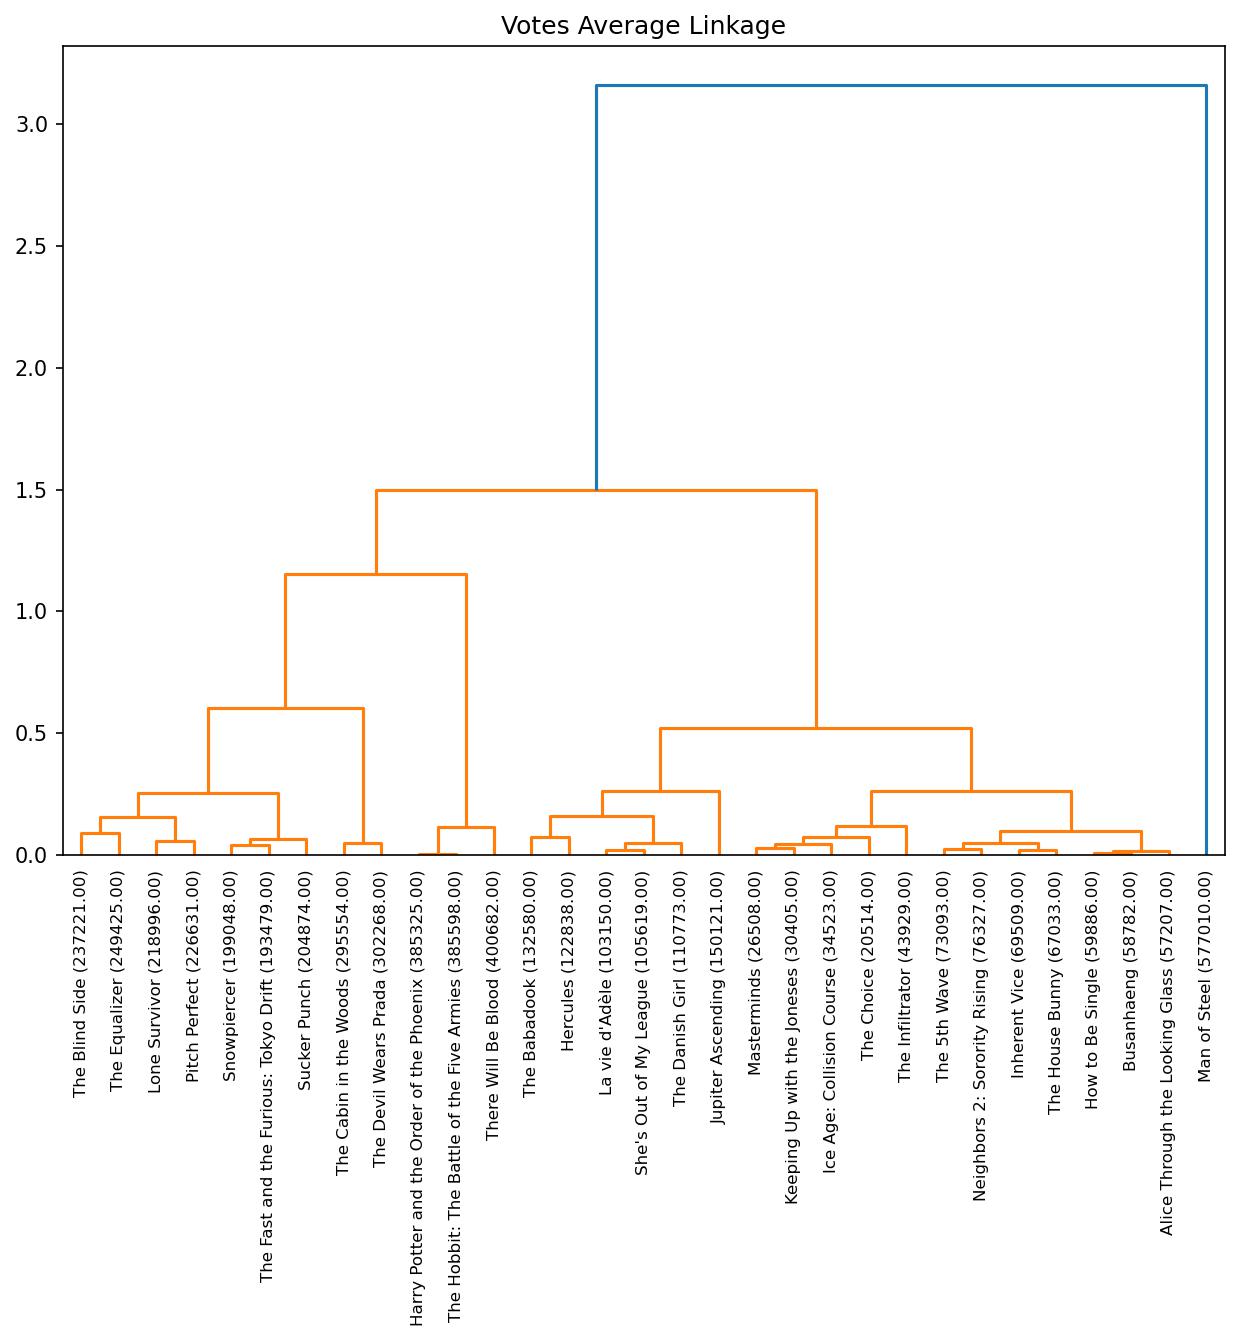 Votes Average Linkage
3.0
2.5
2.0
1.5
1.0
0.5
0.0
The Blind Side (237221.00)
The Equalizer (249425.00)
Lone Survivor (218996.00)
Pitch Perfect (226631.00)
Snowpiercer (199048.00)
The Fast and the Furious: Tokyo Drift (193479.00)
Sucker Punch (204874.00)
The Cabin in the Woods (295554.00)
The Devil Wears Prada (302268.00)
Harry Potter and the Order of the Phoenix (385325.00)
The Hobbit: The Battle of the Five Armies (385598.00)
There Will Be Blood (400682.00)
The Babadook (132580.00)
Hercules (122838.00)
La vie d'Adèle (103150.00)
She's Out of My League (105619.00)
The Danish Girl (110773.00)
Jupiter Ascending (150121.00)
Masterminds (26508.00)
Keeping Up with the Joneses (30405.00)
Ice Age: Collision Course (34523.00)
The Choice (20514.00)
The Infiltrator (43929.00)
The 5th Wave (73093.00)
Neighbors 2: Sorority Rising (76327.00)
Inherent Vice (69509.00)
The House Bunny (67033.00)
How to Be Single (59886.00)
Busanhaeng (58782.00)
Alice Through the Looking Glass (57207.00)
Man of Steel (577010.00)